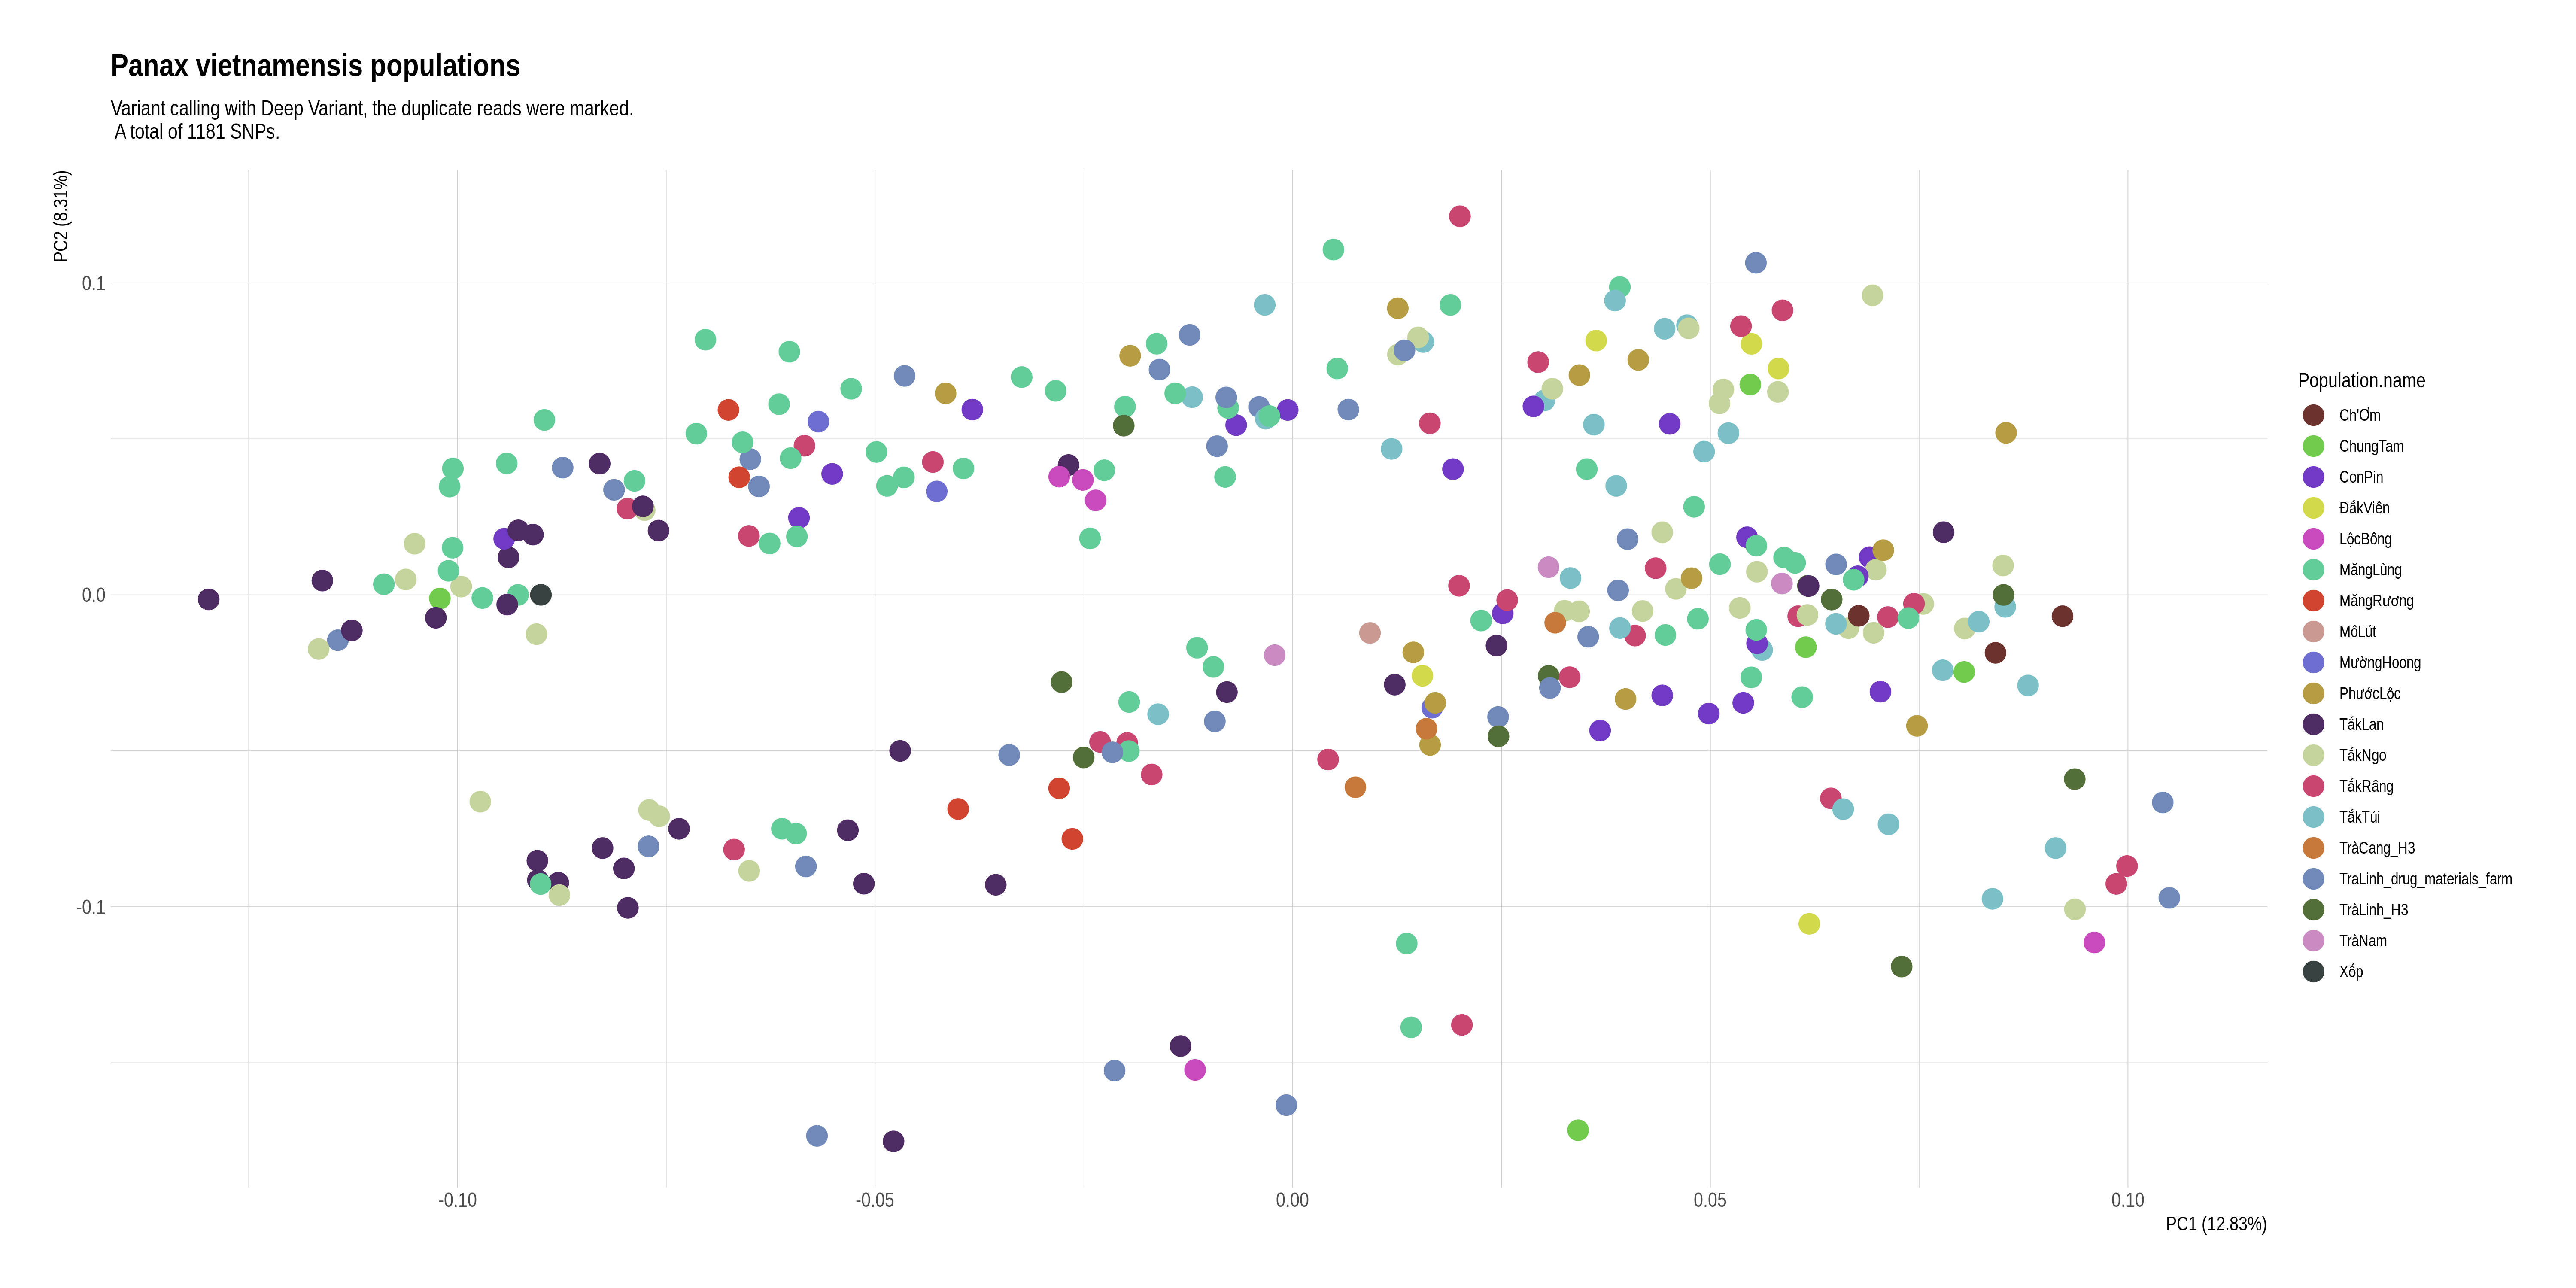 Panax vietnamensis populations
Variant calling with Deep Variant, the duplicate reads were marked.
A total of 1181 SNPs.
PC2 (8.31%)
0.1
0.0
-0.1
-0.10
-0.05
0.00
0.05
0.10
PC1 (12.83%)
Population.name
Ch'Ơm
ChungTam
ConPin
ĐắkViên
LộcBông
MăngLùng
MăngRương
MôLút
MườngHoong
PhướcLộc
TắkLan
TắkNgo
TắkRâng
TắkTúi
TràCang_H3
TraLinh_drug_materials_farm
TràLinh_H3
TràNam
Xốp